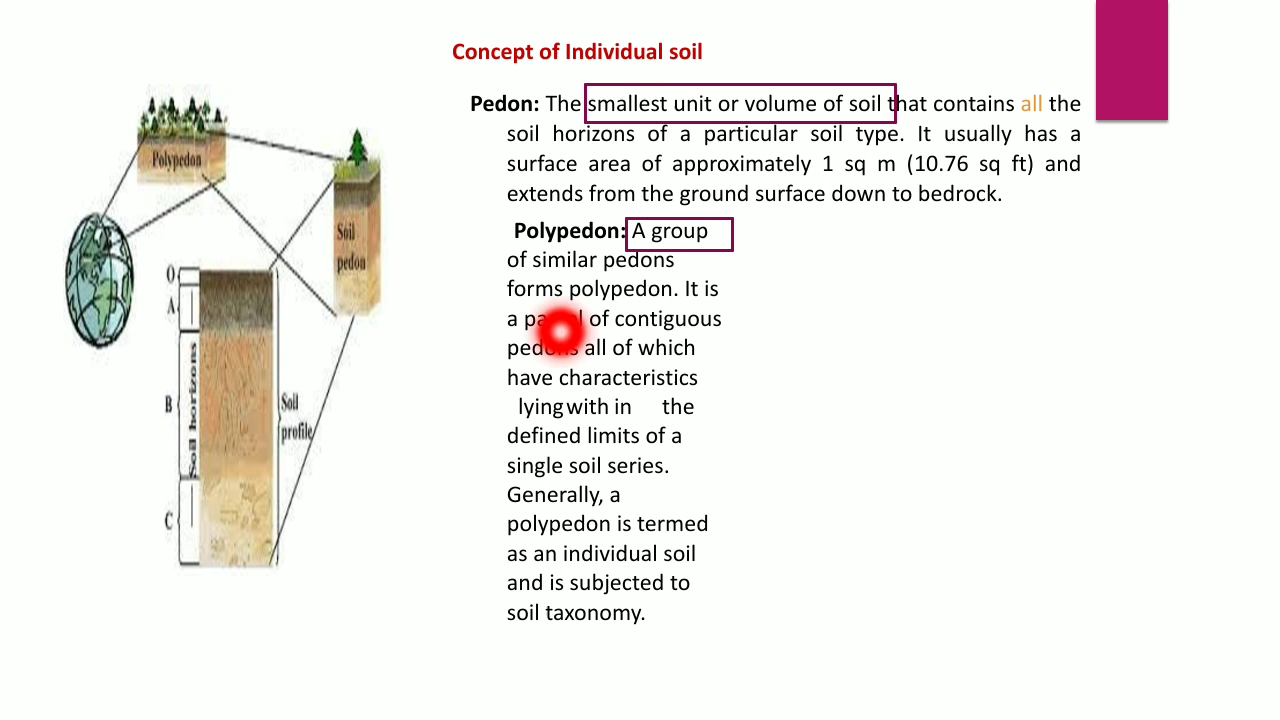 Concept of Individual soil
Pedon: The smallest unit or volume of soil that contains all the
soil horizons of a particular soil type. It usually has a
surface area of approximately 1 sq m (10.76 sq ft) and
extends from the ground surface down to bedrock.
Polypedon: A group
of similar pedons
forms polypedon. It is
a of contiguous
pedons all of which
have characteristics
lying with in the
defined limits of a
single soil series.
Generally, a
polypedon is termed
as an individual soil
and is subjected to
soil taxonomy.
Polypedon
Soil
pedon
O
A
B
C
Soil horizons
Soil
profile